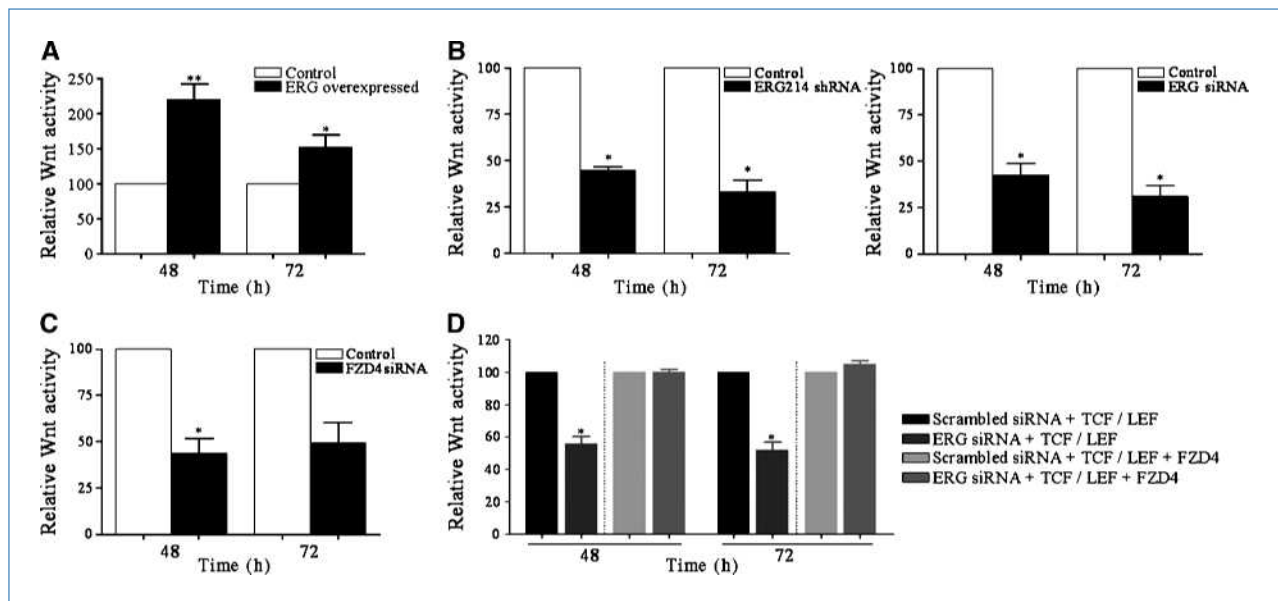 A
Relative Wnt activity
250
200
150
100
50
0
Control
ERG overexpressed
**
*
48
72
Time (h)
B
Relative Wnt activity
100
75
50
25
0
Control
ERG214 shRNA
*
*
48
72
Time (h)
Relative Wnt activity
100
75
50
25
0
Control
ERG siRNA
*
*
48
72
Time (h)
C
Relative Wnt activity
100
75
50
25
0
Control
FZD4siRNA
*
48
72
Time (h)
D
Relative Wnt activity
120
100
80
60
40
20
0
*
*
48
72
Time (h)
Scrambled siRNA + TCF / LEF
ERG siRNA + TCF / LEF
Scrambled siRNA + TCF / LEF + FZD4
ERG siRNA + TCF / LEF + FZD4